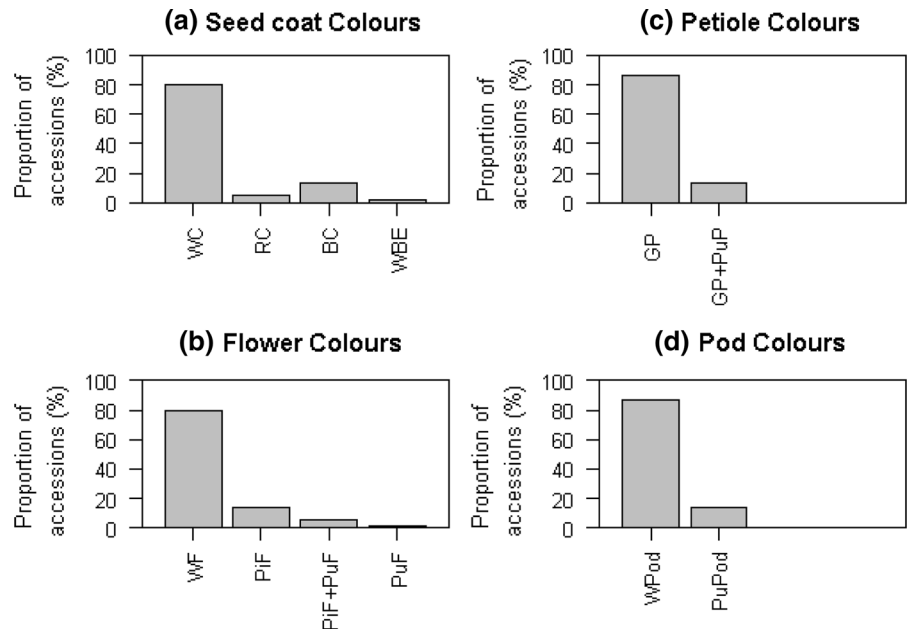 (a) Seed coat Colours
Proportion of
accessions (%)
100
80
60
40
20
0
WC
RC
BC
WBE
(c) Petiole Colours
Proportion of
accessions (%)
100
80
60
40
20
0
GP
GP+PuP
(b) Flower Colours
Proportion of
accessions (%)
100
80
60
40
20
0
WF
PiF
PiF+PuF
PuF
(d) Pod Colours
Proportion of
accessions (%)
100
80
60
40
20
0
WPod
PuPod